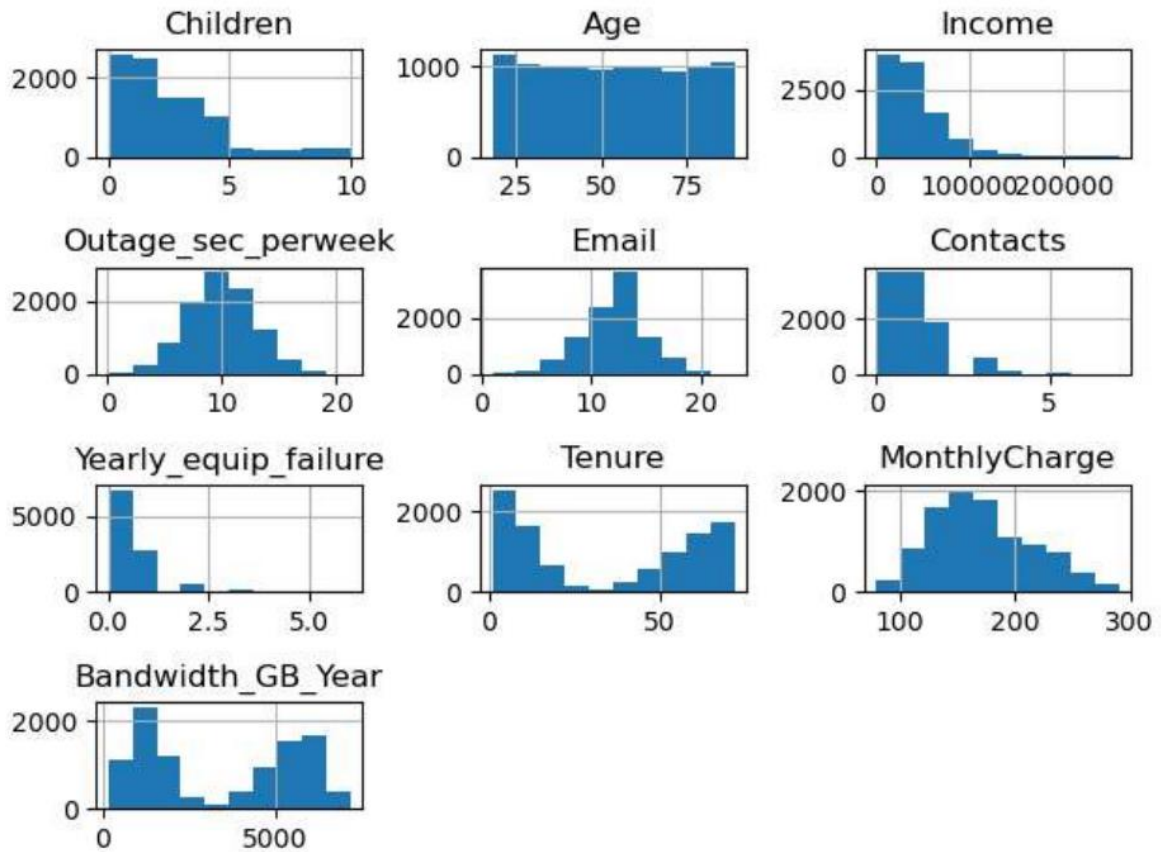 Children Age Income
2000 1000 2500
0 0 0
0 5 10 25 50 75 0 100000 200000
Outage_sec_perweek Email Contacts
2000 2000 2000
0 0 0
0 10 20 0 10 20 0 5
Yearly_equip_failure Tenure MonthlyCharge
5000 2000 2000
0 0 0
0.0 2.5 5.0 0 50 100 200 300
Bandwidth_GB_Year
2000
0
0 5000